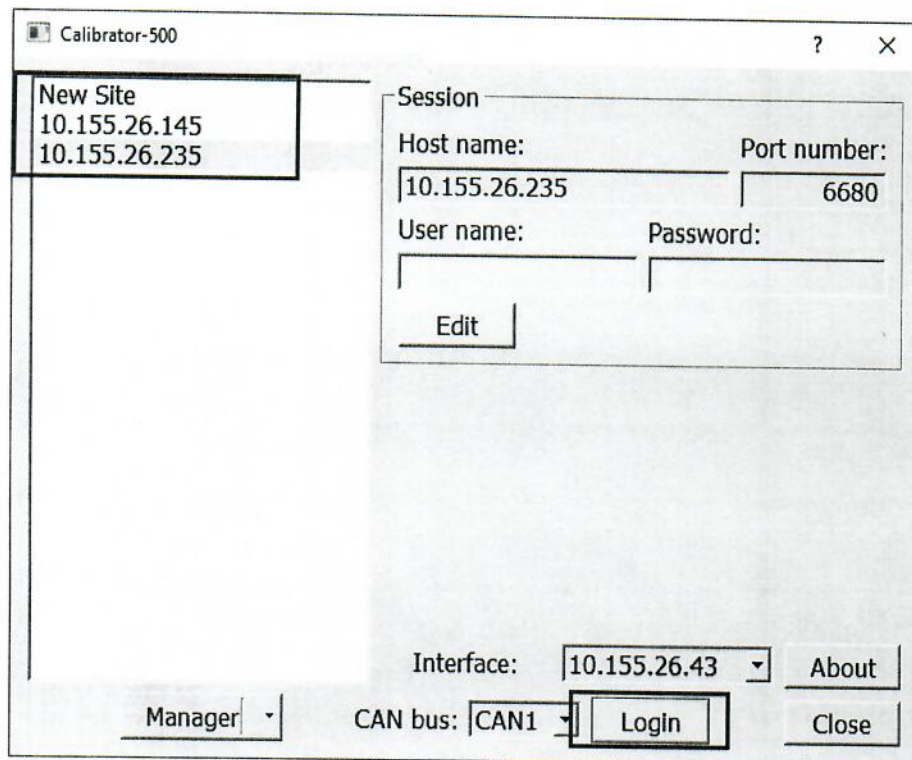 Calibrator-500
?
New Site
10.155.26.145
10.155.26.235
Session
Host name:
Port number:
10.155.26.235
6680
User name:
Password:
Edit
Interface:
10.155.26.43
About
Manager
CAN bus:
CAN1
Login
Close